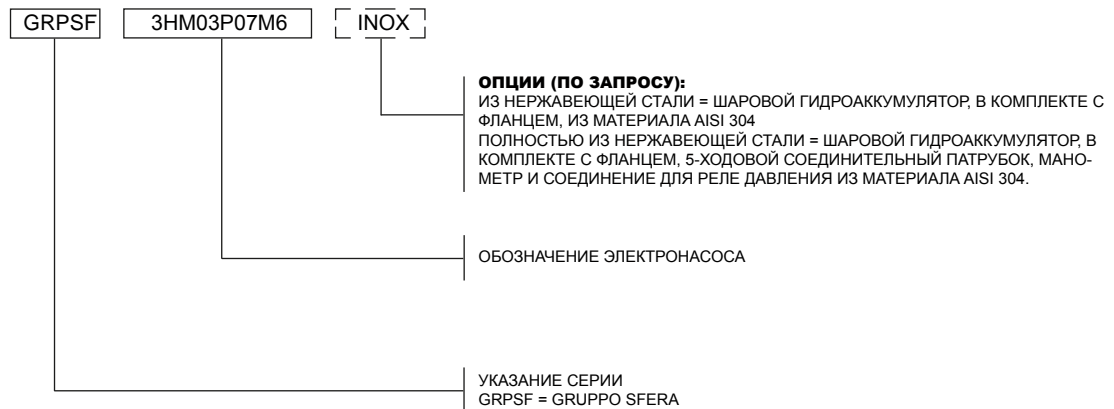 GRPSF 3HM03P07M6 INOX
ОПЦИИ (ПО ЗАПРОСУ):
ИЗ НЕРЖАВЕЮЩЕЙ СТАЛИ = ШАРОВОЙ ГИДРОАККУМУЛЯТОР, В КОМПЛЕКТЕ С
ФЛАНЦЕМ, ИЗ МАТЕРИАЛА AISI 304
ПОЛНОСТЬЮ ИЗ НЕРЖАВЕЮЩЕЙ СТАЛИ = ШАРОВОЙ ГИДРОАККУМУЛЯТОР, В
КОМПЛЕКТЕ С ФЛАНЦЕМ, 5-ХОДОВОЙ СОЕДИНИТЕЛЬНЫЙ ПАТРУБОК, МАНО-
МЕТР И СОЕДИНЕНИЕ ДЛЯ РЕЛЕ ДАВЛЕНИЯ ИЗ МАТЕРИАЛА AISI 304.
ОБОЗНАЧЕНИЕ ЭЛЕКТРОНАСОСА
УКАЗАНИЕ СЕРИИ
GRPSF = GRUPPO SFERA